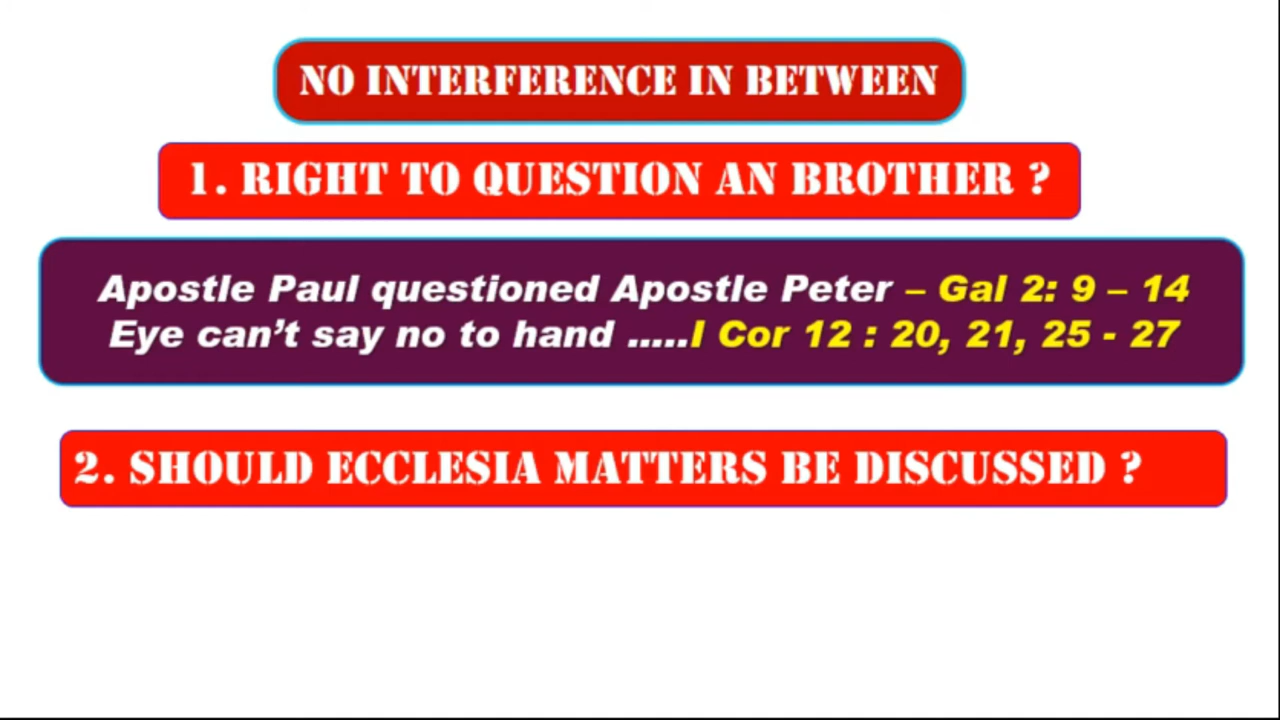 NO INTERFERENCE IN BETWEEN
1. RIGHT TO QUESTION AN BROTHER ?
Apostle Paul questioned Apostle Peter – Gal 2: 9 – 14
Eye can’t say no to hand .....I Cor 12 : 20, 21, 25 - 27
2. SHOULD ECCLESIA MATTERS BE DISCUSSED ?